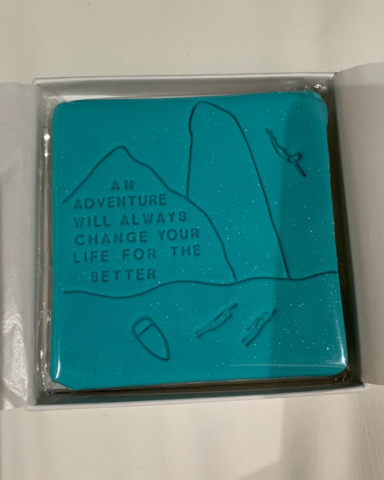 AN
ADVENTURE
WILL ALWAYS
CHANGE YOUR
LIFE FOR THE
BETTER